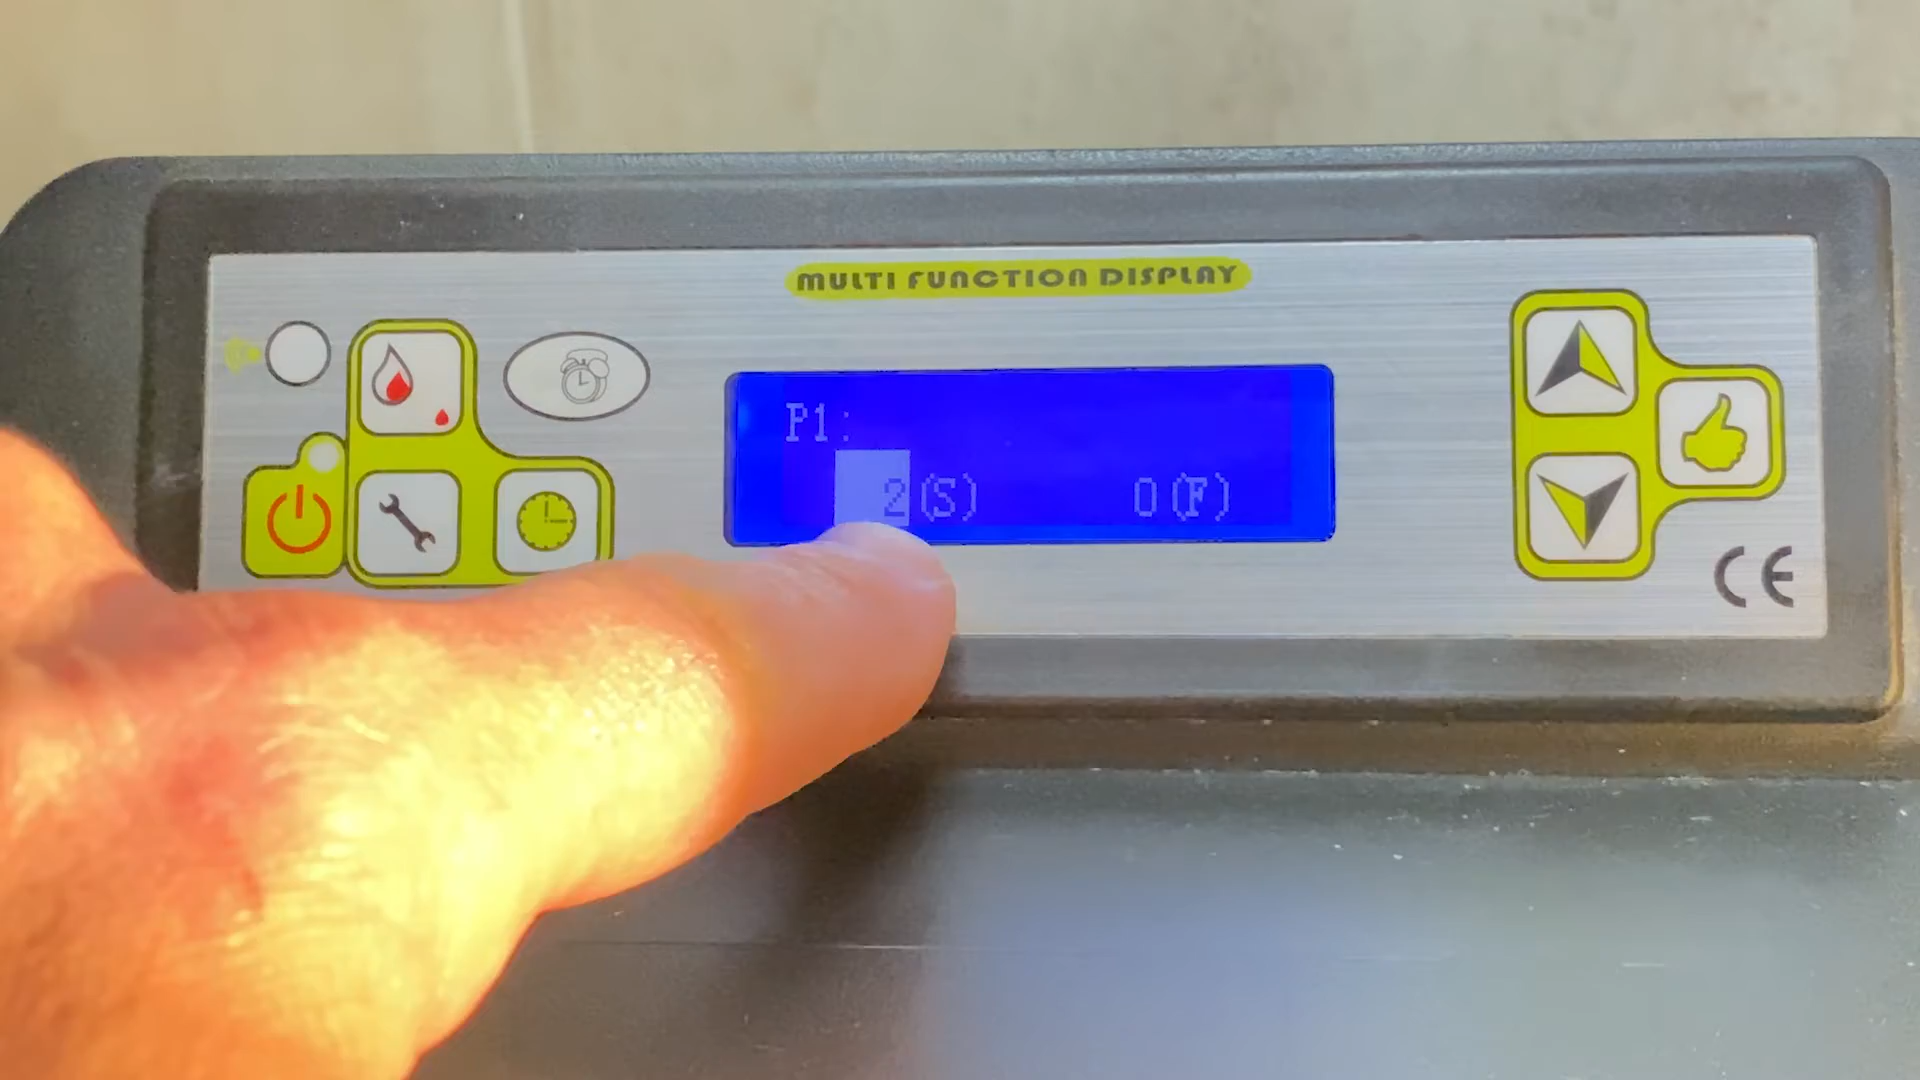 MULTI FUNCTION DISPLAY
P1:
2(S) 0(F)
CE